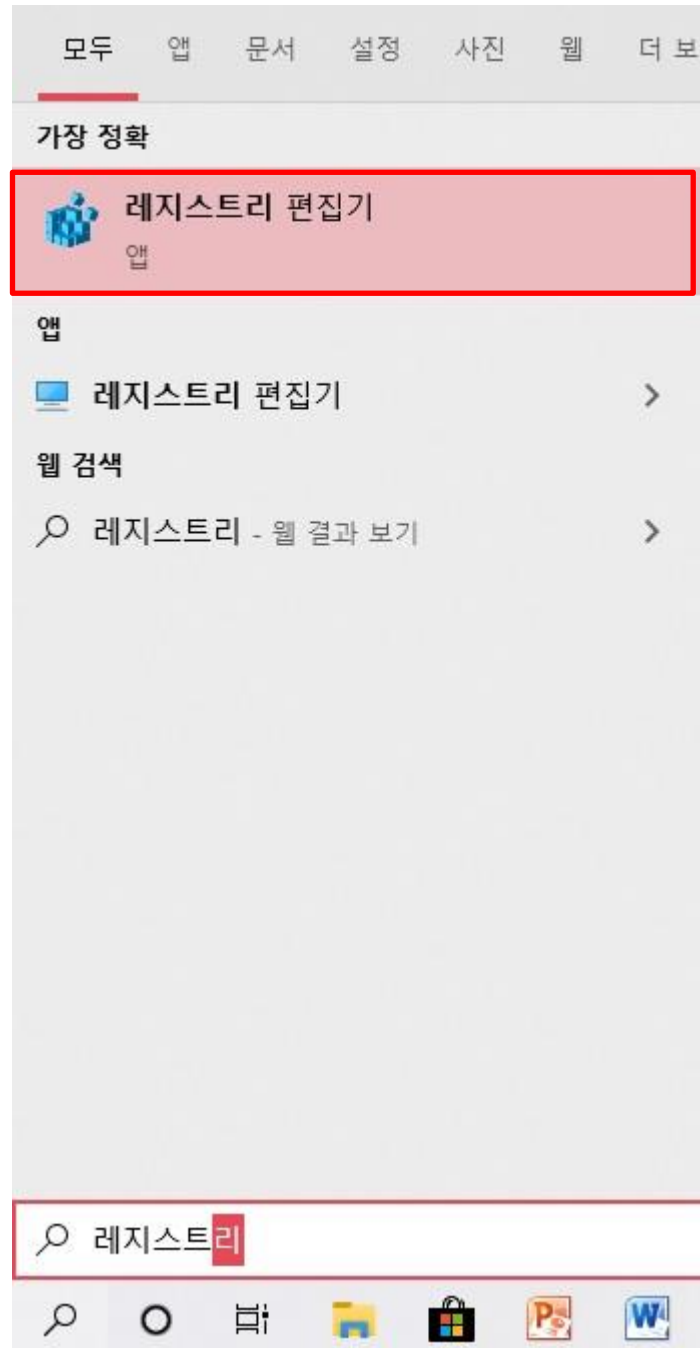 모두 앱 문서 설정 사진 웹 더 보
가장 정확
레지스트리 편집기
앱
앱
레지스트리 편집기
웹 검색
레지스트리 - 웹 결과 보기
레지스트리